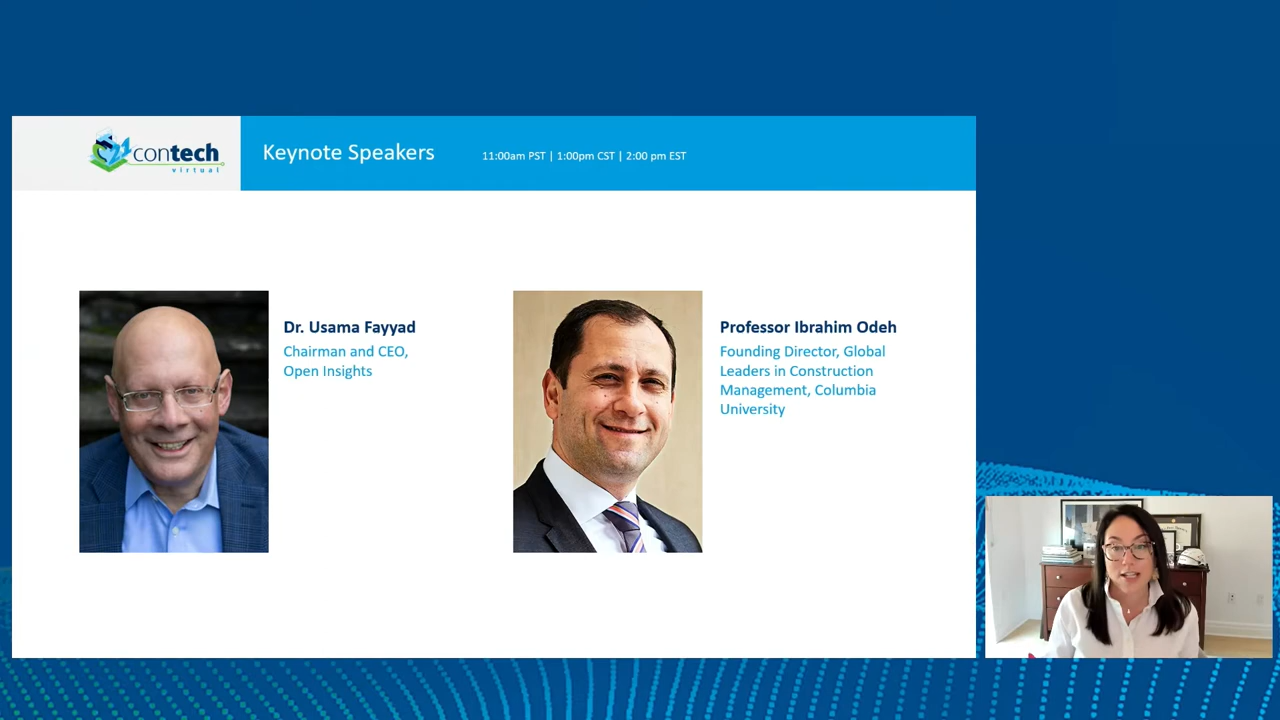 contech
virtual
Keynote Speakers
11:00am PST | 1:00pm CST | 2:00 pm EST
Dr. Usama Fayyad
Chairman and CEO,
Open Insights
Professor Ibrahim Odeh
Founding Director, Global
Leaders in Construction
Management, Columbia
University